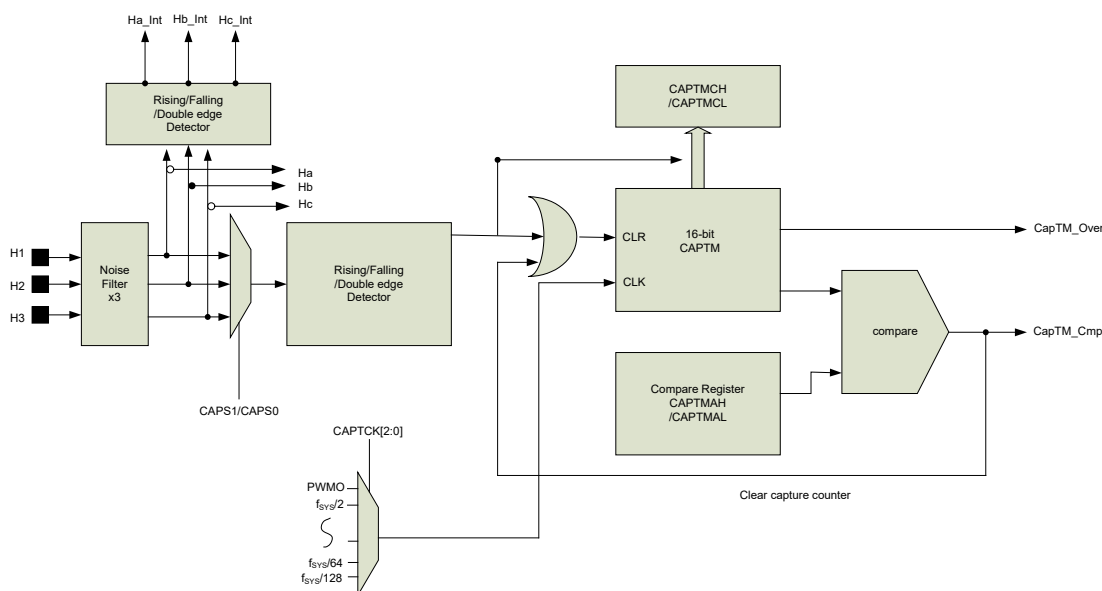 Ha_Int
Hb_Int
Hc_Int
Rising/Falling
/Double edge
Detector
CAPTMCH
/CAPTMCL
Ha
Hb
Hc
H1
H2
H3
Noise
Filter
x3
Rising/Falling
/Double edge
Detector
CLR
CLK
16-bit
CAPTM
CapTM_Over
compare
CapTM_Cmp
Compare Register
CAPTMAH
/CAPTMAL
CAPS1/CAPS0
CAPTCK[2:0]
PWMO
fSYS/2
fSYS/64
fSYS/128
Clear capture counter